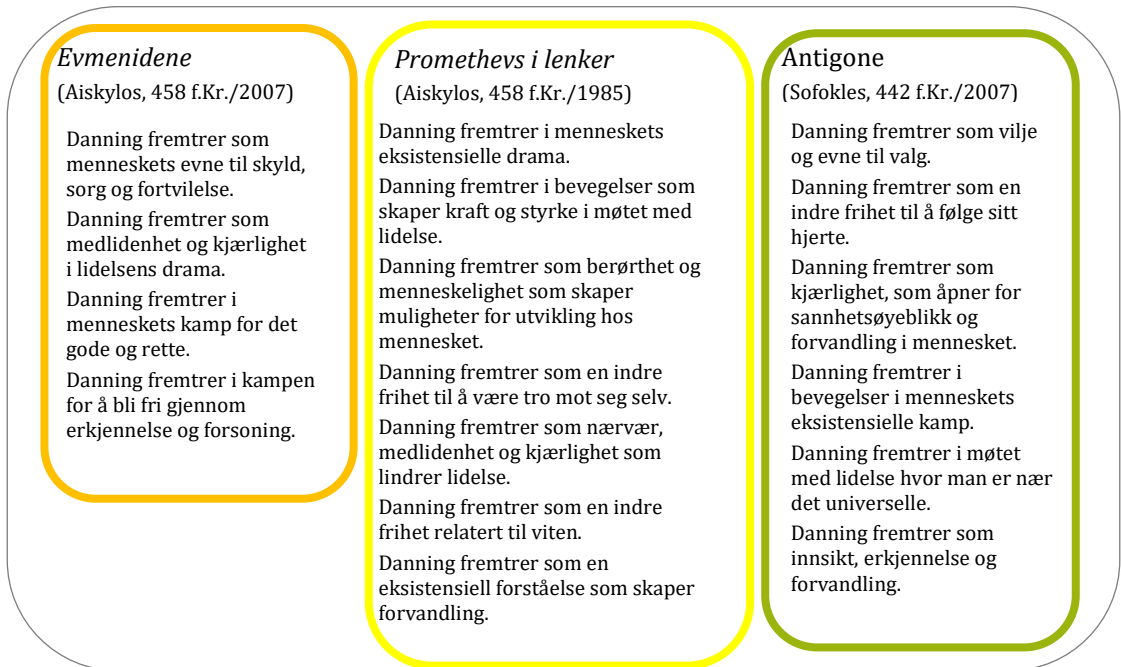 Evmenidene
(Aiskylos, 458 f.Kr./2007)
Danning fremtrer som
menneskets evne til skyld,
sorg og fortvilelse.
Danning fremtrer som
medlidenhet og kjærlighet
i lidelsens drama.
Danning fremtrer i
menneskets kamp for det
gode og rette.
Danning fremtrer i kampen
for å bli fri gjennom
erkjennelse og forsoning.
Promethevs i lenker
(Aiskylos, 458 f.Kr./1985)
Danning fremtrer i menneskets
eksistensielle drama.
Danning fremtrer i bevegelser som
skaper kraft og styrke i møtet med
lidelse.
Danning fremtrer som berørthet og
menneskelighet som skaper
muligheter for utvikling hos
mennesket.
Danning fremtrer som en indre
frihet til å være tro mot seg selv.
Danning fremtrer som nærvær,
medlidenhet og kjærlighet som
lindrer lidelse.
Danning fremtrer som en indre
frihet relatert til viten.
Danning fremtrer som en
eksistensiell forståelse som skaper
forvandling.
Antigone
(Sofokles, 442 f.Kr./2007)
Danning fremtrer som vilje
og evne til valg.
Danning fremtrer som en
indre frihet til å følge sitt
hjerte.
Danning fremtrer som
kjærlighet, som åpner for
sannhetsøyeblikk og
forvandling i mennesket.
Danning fremtrer i
bevegelser i menneskets
eksistensielle kamp.
Danning fremtrer i møtet
med lidelse hvor man er nær
det universelle.
Danning fremtrer som
innsikt, erkjennelse og
forvandling.